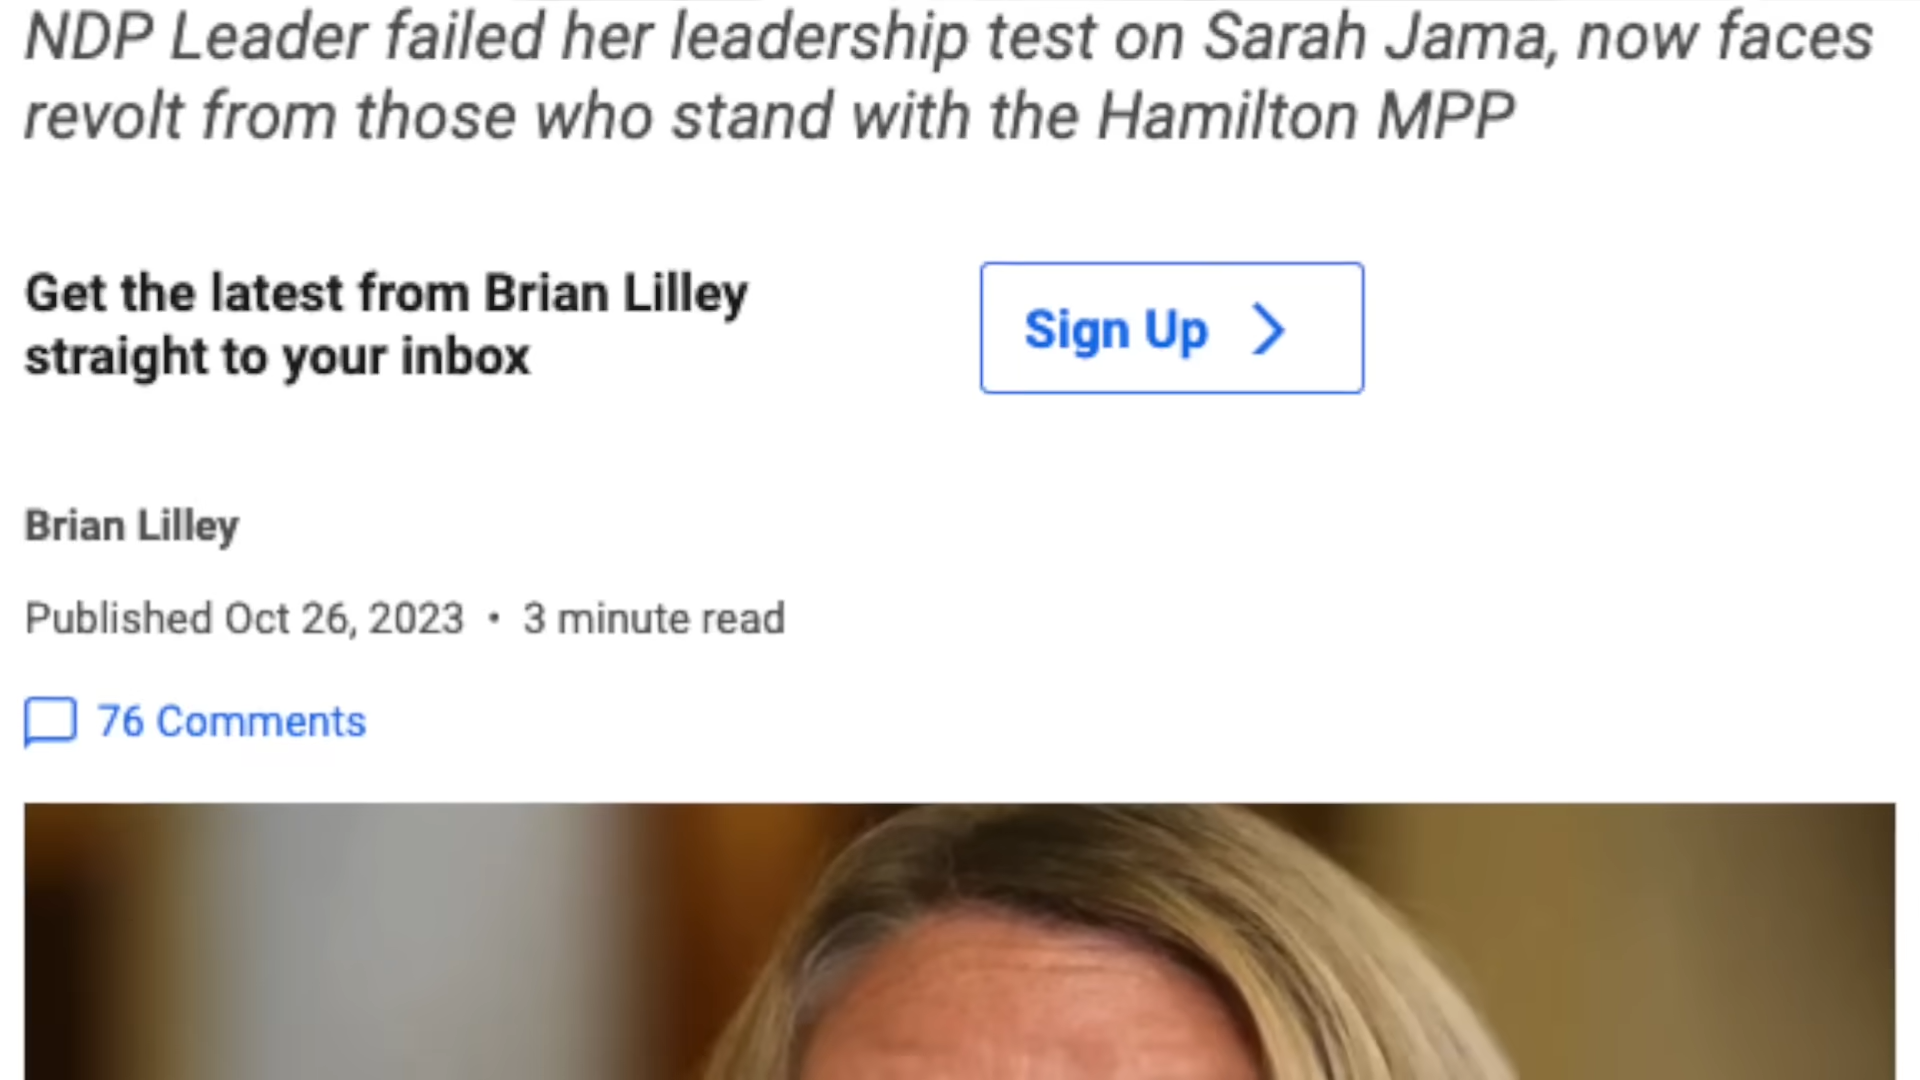 NDP Leader failed her leadership test on Sarah Jama, now faces
revolt from those who stand with the Hamilton MPP
Get the latest from Brian Lilley
straight to your inbox
Sign Up
Brian Lilley
Published Oct 26, 2023 • 3 minute read
76 Comments